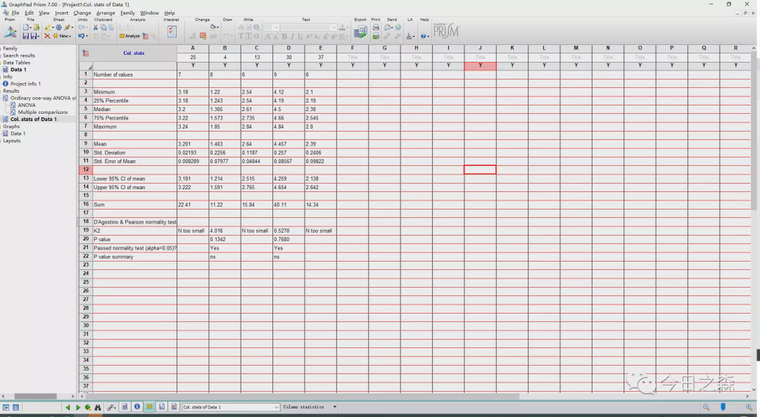 GraphPad Prism 7.00 - [Project1:Col. stats of Data 1]
File Edit View Insert Change Arrange Family Window Help
Prism File Sheet Undo Clipboard Analysis Interpret Change Draw Write Text Export Print Send LA Help
New Analyze PRISM
Family
Search results
Data Tables
Data 1
Info
Project info 1
Results
Ordinary one-way ANOVA of
ANOVA
Multiple comparisons
Col. stats of Data 1
Graphs
Data 1
Layouts
Col. stats A B C D E F G H I J K L M N O P Q R
25 4 13 38 37 Title Title Title Title Title Title Title Title Title Title Title Title Title
Y Y Y Y Y Y Y Y Y Y Y Y Y Y Y Y Y Y
1 Number of values 7 8 6 9 6
2
3 Minimum 3.18 1.22 2.54 4.12 2.1
4 25% Percentile 3.18 1.243 2.54 4.19 2.19
5 Median 3.2 1.305 2.61 4.5 2.36
6 75% Percentile 3.22 1.573 2.735 4.66 2.545
7 Maximum 3.24 1.85 2.84 4.84 2.8
8
9 Mean 3.201 1.403 2.64 4.457 2.39
10 Std. Deviation 0.02193 0.2256 0.1187 0.257 0.2406
11 Std. Error of Mean 0.008289 0.07977 0.04844 0.08567 0.09822
12
13 Lower 95% CI of mean 3.181 1.214 2.515 4.259 2.138
14 Upper 95% CI of mean 3.222 1.591 2.765 4.654 2.642
15
16 Sum 22.41 11.22 15.84 40.11 14.34
17
18 D'Agostino & Pearson normality test
19 K2 N too small 4.016 N too small 0.5278 N too small
20 P value 0.1342 0.7680
21 Passed normality test (alpha=0.05)? Yes Yes
22 P value summary ns ns
23
24
25
26
27
28
29
30
31
32
33
34
35
36
37
今田之森
Col. stats of Data 1 Column statistics